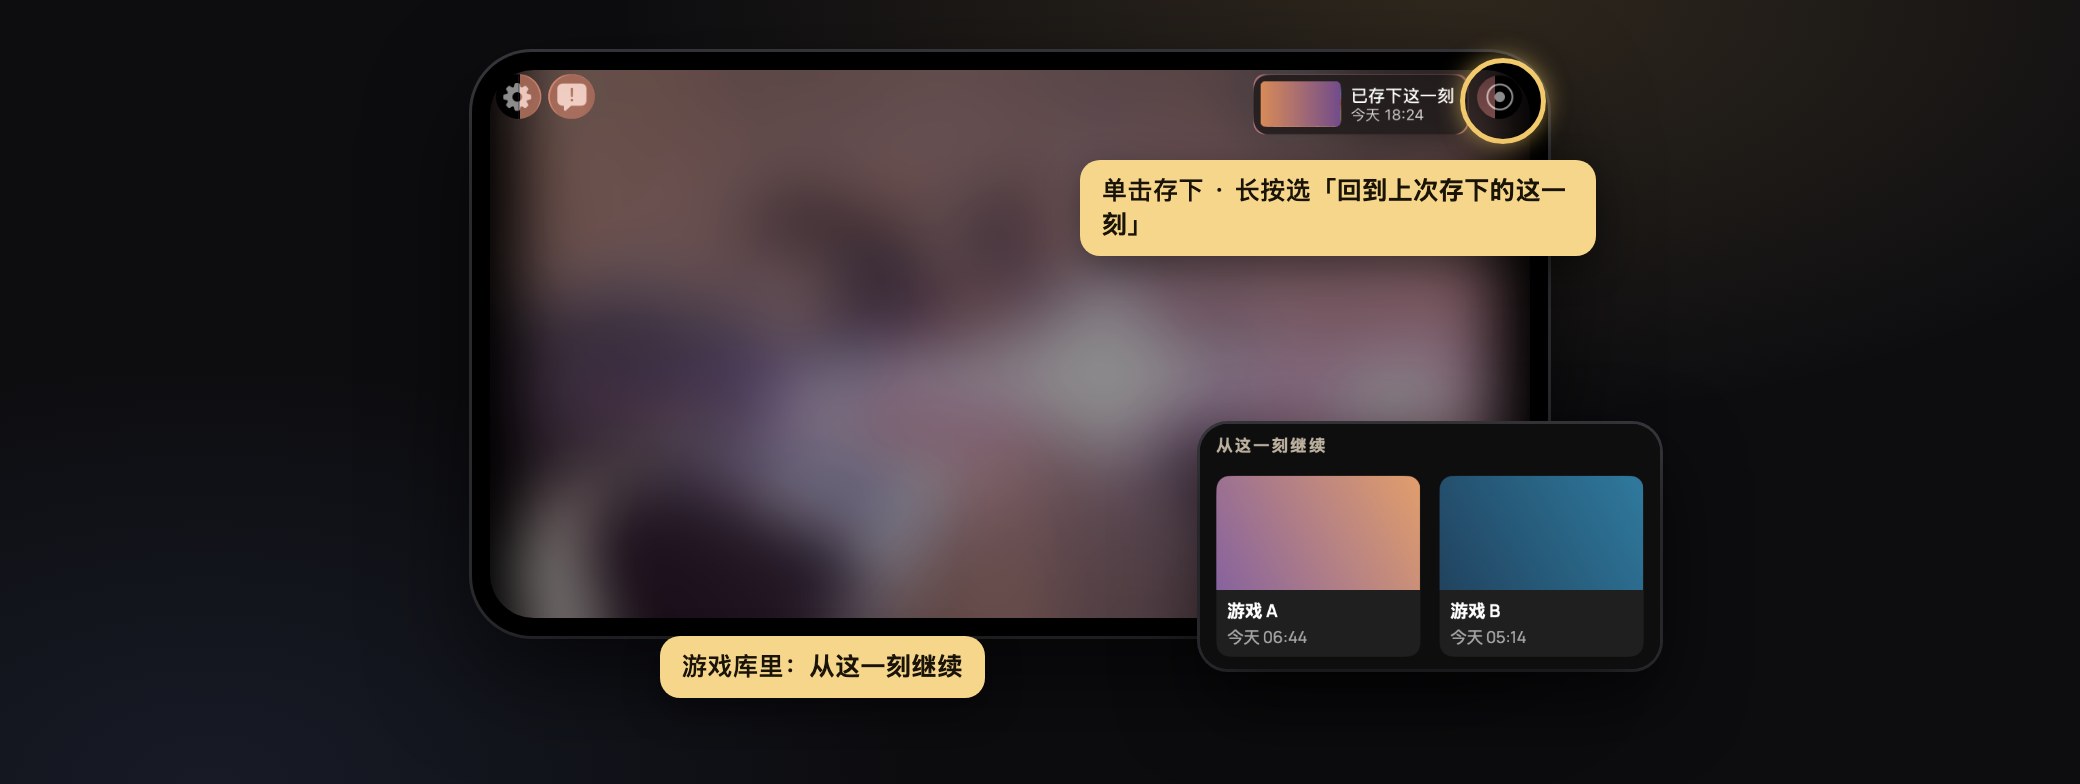 已存下这一刻
今天 18:24
单击存下 · 长按选「回到上次存下的这一
刻」
从这一刻继续
游戏 A
今天 06:44
游戏 B
今天 05:14
游戏库里：从这一刻继续